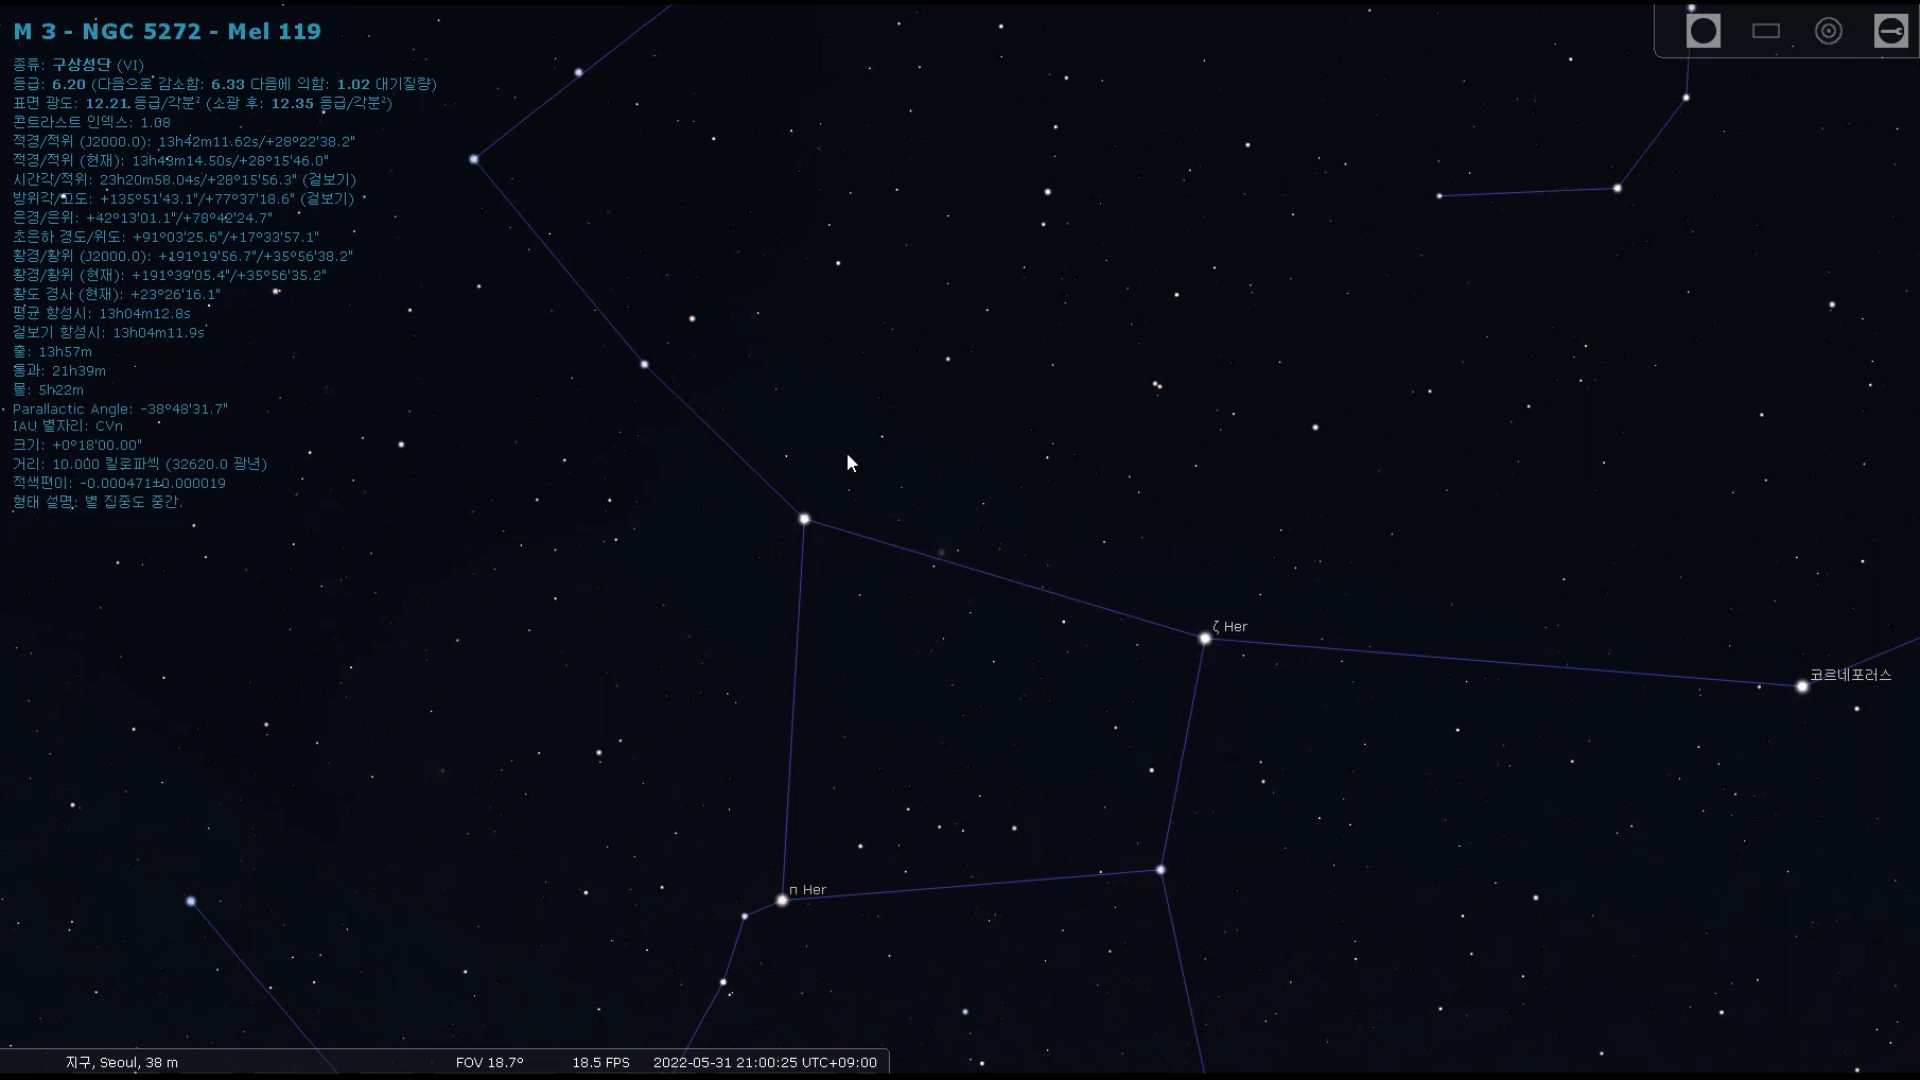 M 3 - NGC 5272 - Mel 119
종류: 구상성단 (VI)
등급: 6.20 (다음으로 감소함: 6.33 다음에 의함: 1.02 대기질량)
표면 광도: 12.21 등급/각분² (소광 후: 12.35 등급/각분²)
콘트라스트 인덱스: 1.08
적경/적위 (J2000.0): 13h42m11.62s/+28°22'38.2"
적경/적위 (현재): 13h43m14.50s/+28°15'46.0"
시간각/적위: 23h20m58.04s/+28°15'56.3" (겉보기)
방위각/고도: +135°51'43.1"/+77°37'18.6" (겉보기)
은경/은위: +42°13'01.1"/+78°42'24.7"
초은하 경도/위도: +91°03'25.6"/+17°33'57.1"
황경/황위 (J2000.0): +191°19'56.7"/+35°56'38.2"
황경/황위 (현재): +191°39'05.4"/+35°56'35.2"
황도 경사 (현재): +23°26'16.1"
평균 항성시: 13h04m12.8s
겉보기 항성시: 13h04m11.9s
출: 13h57m
통과: 21h39m
몰: 5h22m
Parallactic Angle: -38°48'31.7"
IAU 별자리: CVn
크기: +0°18'00.00"
거리: 10.000 킬로파섹 (32620.0 광년)
적색편이: -0.000471±0.000019
형태 설명: 별 집중도 중간.
ζ Her
코르네포러스
π Her
지구, Seoul, 38 m
FOV 18.7°
18.5 FPS
2022-05-31 21:00:25 UTC+09:00